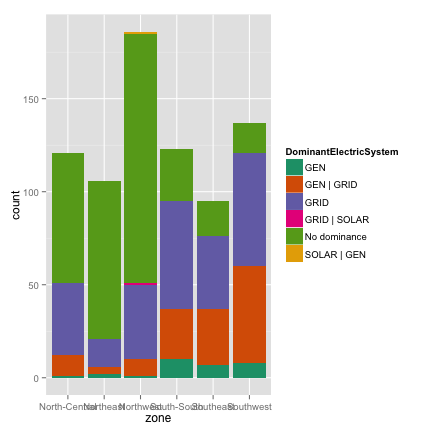 count
150
100
50
0
North-Central Northeast Northwest South-South Southeast Southwest
zone
DominantElectricSystem
GEN
GEN | GRID
GRID
GRID | SOLAR
No dominance
SOLAR | GEN